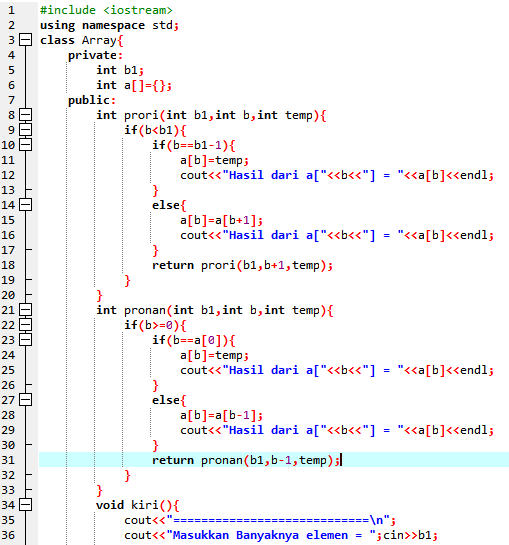 1 #include <iostream>
2 using namespace std;
3 class Array{
4     private:
5         int b1;
6         int a[]={};
7     public:
8         int prori(int b1,int b,int temp){
9             if(b<b1){
10                 if(b==b1-1){
11                     a[b]=temp;
12                     cout<<"Hasil dari a["<<b<<"] = "<<a[b]<<endl;
13                 }
14                 else{
15                     a[b]=a[b+1];
16                     cout<<"Hasil dari a["<<b<<"] = "<<a[b]<<endl;
17                 }
18                 return prori(b1,b+1,temp);
19             }
20         }
21         int pronan(int b1,int b,int temp){
22             if(b>=0){
23                 if(b==a[0]){
24                     a[b]=temp;
25                     cout<<"Hasil dari a["<<b<<"] = "<<a[b]<<endl;
26                 }
27                 else{
28                     a[b]=a[b-1];
29                     cout<<"Hasil dari a["<<b<<"] = "<<a[b]<<endl;
30                 }
31                 return pronan(b1,b-1,temp);
32             }
33         }
34         void kiri(){
35             cout<<"============================\n";
36             cout<<"Masukkan Banyaknya elemen = ";cin>>b1;